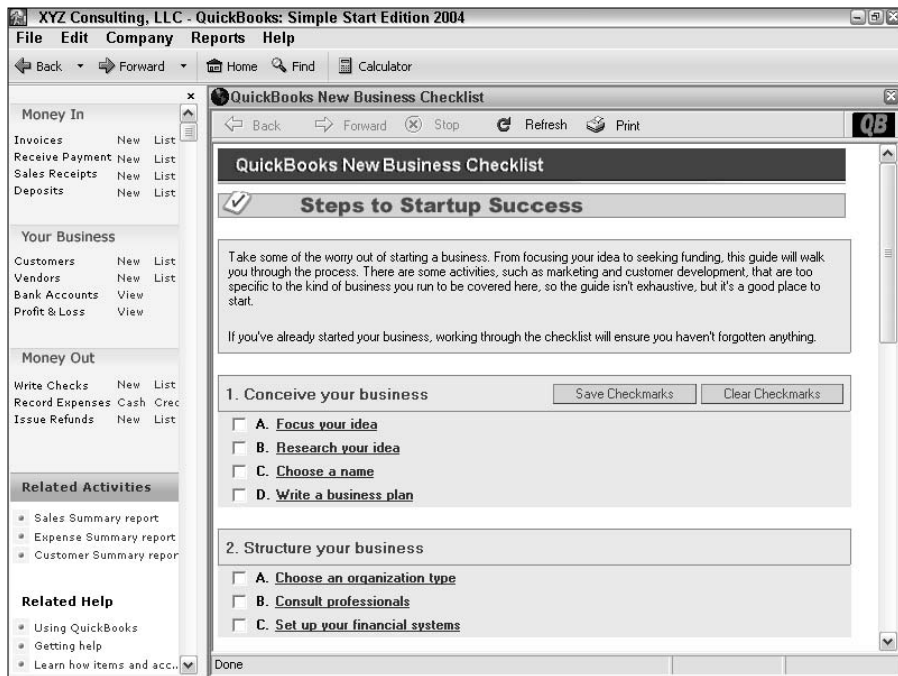 XYZ Consulting, LLC - QuickBooks: Simple Start Edition 2004
File Edit Company Reports Help
Back Forward Home Find Calculator
Money In
Invoices New List
Receive Payment New List
Sales Receipts New List
Deposits New List
Your Business
Customers New List
Vendors New List
Bank Accounts View
Profit & Loss View
Money Out
Write Checks New List
Record Expenses Cash Crec
Issue Refunds New List
Related Activities
Sales Summary report
Expense Summary report
Customer Summary repor
Related Help
Using QuickBooks
Getting help
Learn how items and acc..
QuickBooks New Business Checklist
Back Forward Stop Refresh Print QB
QuickBooks New Business Checklist
Steps to Startup Success
Take some of the worry out of starting a business. From focusing your idea to seeking funding, this guide will walk
you through the process. There are some activities, such as marketing and customer development, that are too
specific to the kind of business you run to be covered here, so the guide isn't exhaustive, but it's a good place to
start.
If you've already started your business, working through the checklist will ensure you haven't forgotten anything.
1. Conceive your business Save Checkmarks Clear Checkmarks
A. Focus your idea
B. Research your idea
C. Choose a name
D. Write a business plan
2. Structure your business
A. Choose an organization type
B. Consult professionals
C. Set up your financial systems
Done